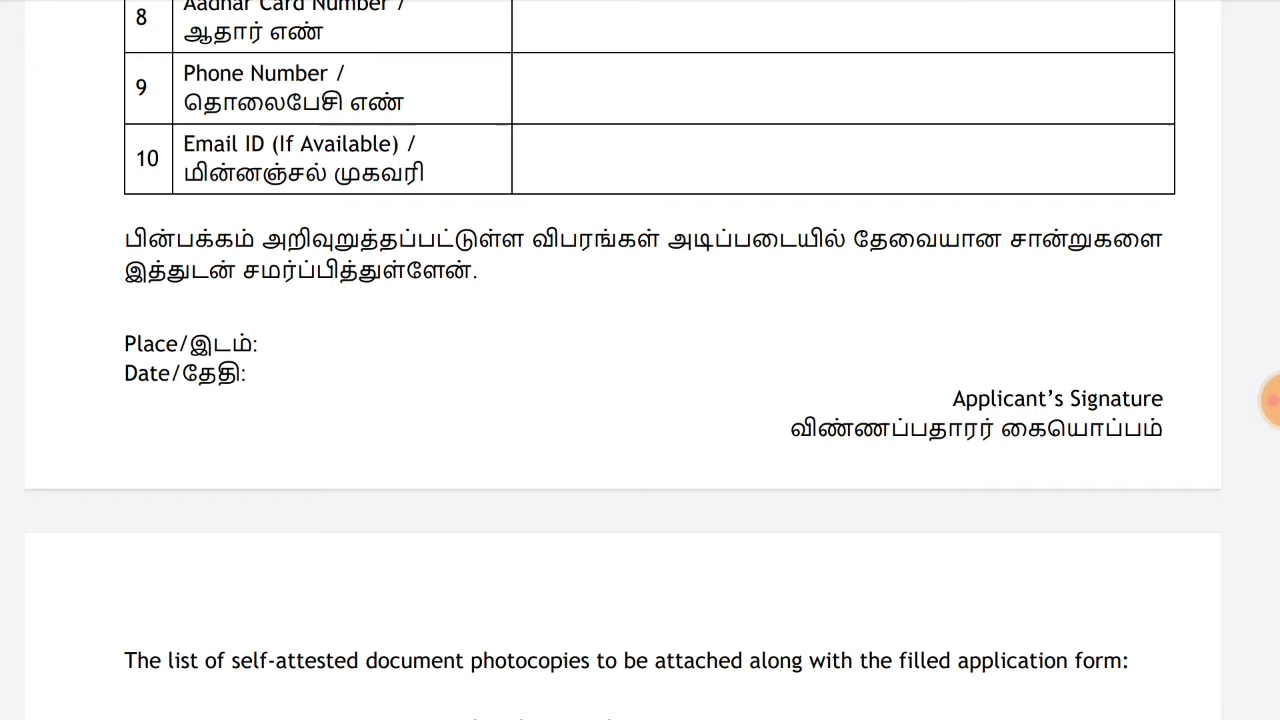 8
Aadhar Card Number /
ஆதார் எண்
9
Phone Number /
தொலைபேசி எண்
10
Email ID (If Available) /
மின்னஞ்சல் முகவரி
பின்பக்கம் அறிவுறுத்தப்பட்டுள்ள விபரங்கள் அடிப்படையில் தேவையான சான்றுகளை
இத்துடன் சமர்ப்பித்துள்ளேன்.
Place/இடம்:
Date/தேதி:
Applicant’s Signature
விண்ணப்பதாரர் கையொப்பம்
The list of self-attested document photocopies to be attached along with the filled application form: